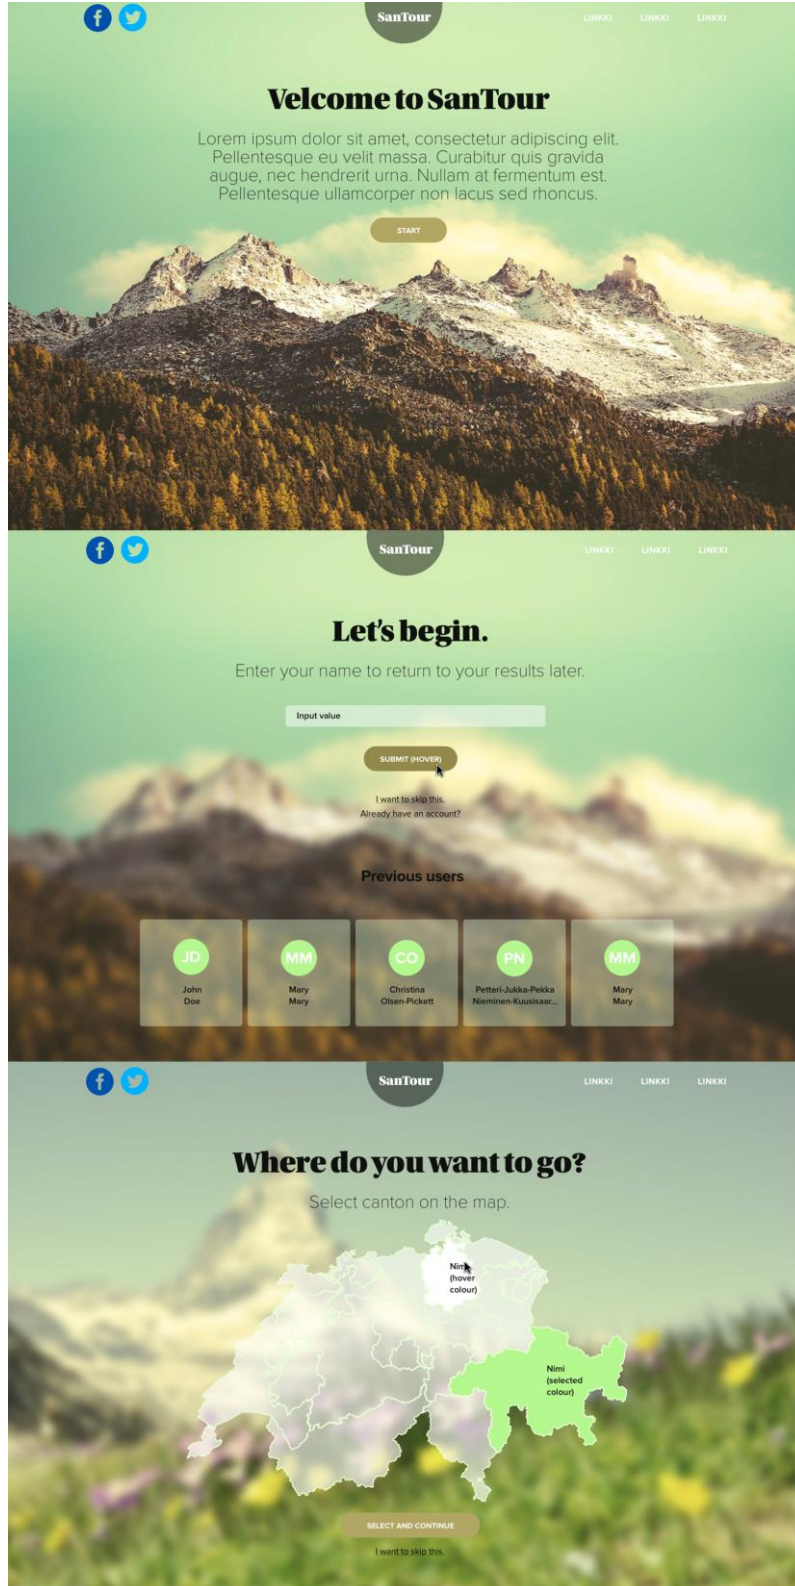 SanTour
LINKKI LINKKI LINKKI
Velcome to SanTour
Lorem ipsum dolor sit amet, consectetur adipiscing elit.
Pellentesque eu velit massa. Curabitur quis gravida
augue, nec hendrerit urna. Nullam at fermentum est.
Pellentesque ullamcorper non lacus sed rhoncus.
START
SanTour
LINKKI LINKKI LINKKI
Let's begin.
Enter your name to return to your results later.
Input value
SUBMIT (HOVER)
I want to skip this.
Already have an account?
Previous users
JD MM CO PN MM
John Mary Christina Petteri-Jukka-Pekka Mary
Doe Mary Olsen-Pickett Nieminen-Kuusisaar... Mary
SanTour
LINKKI LINKKI LINKKI
Where do you want to go?
Select canton on the map.
Nimi
(hover
colour)
Nimi
(selected
colour)
SELECT AND CONTINUE
I want to skip this.